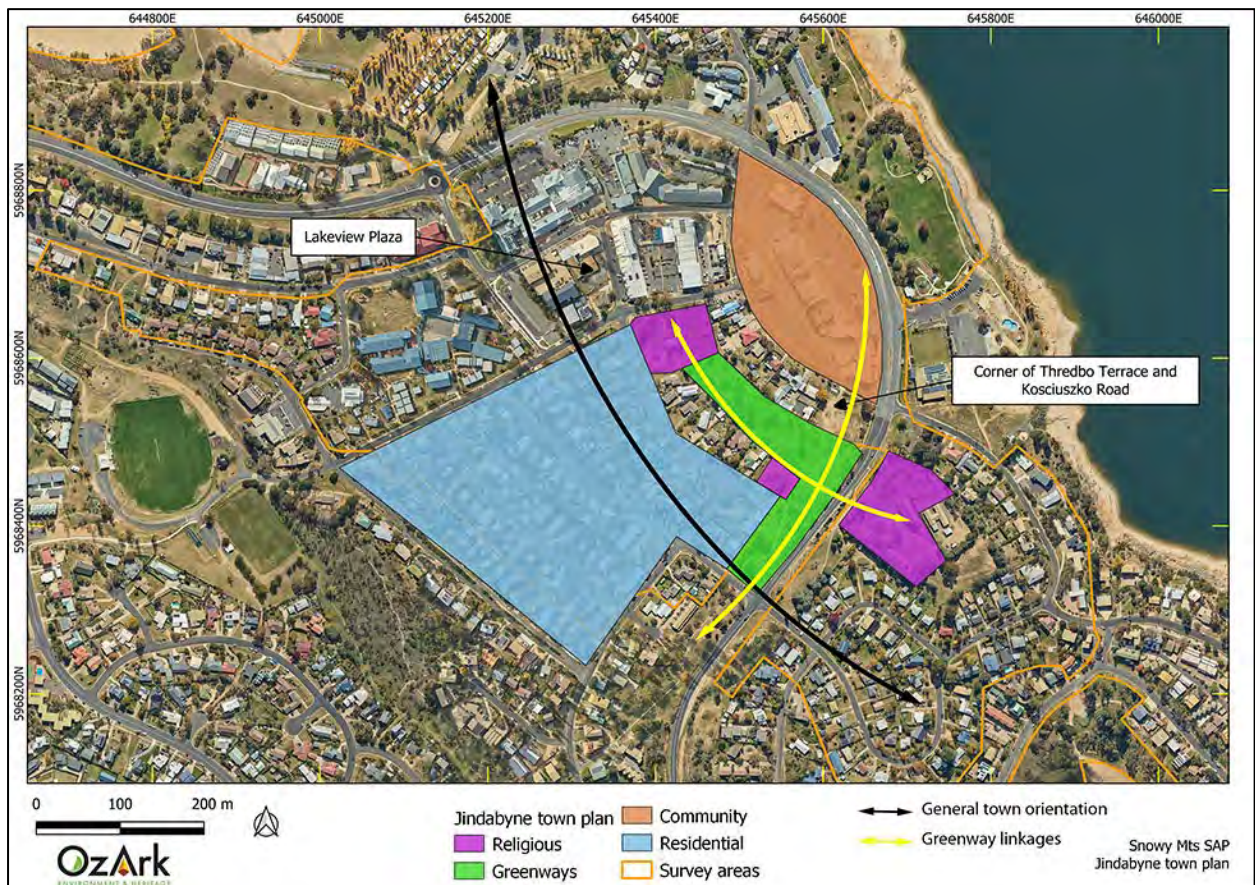 644800E 645000E 645200E 645400E 645600E 645800E 646000E
5968800N
5968600N
5968400N
5968200N
Lakeview Plaza
Corner of Thredbo Terrace and
Kosciuszko Road
0 100 200 m
OzArk
ENVIRONMENT & HERITAGE
Jindabyne town plan
Religious
Greenways
Community
Residential
Survey areas
General town orientation
Greenway linkages
Snowy Mts SAP
Jindabyne town plan